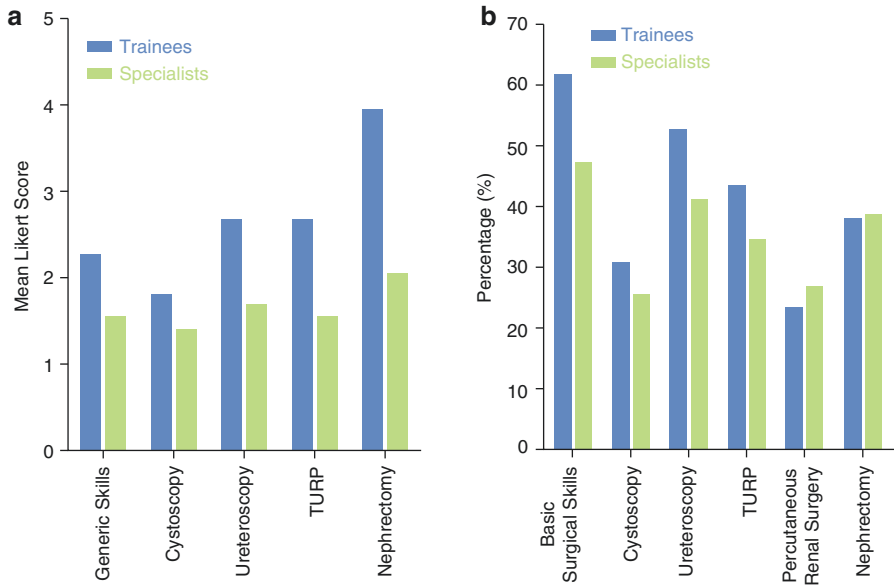 a
Trainees
Specialists
Mean Likert Score
5
4
3
2
1
0
Generic Skills
Cystoscopy
Ureteroscopy
TURP
Nephrectomy
b
Trainees
Specialists
Percentage (%)
70
60
50
40
30
20
10
0
Basic
Surgical Skills
Cystoscopy
Ureteroscopy
TURP
Percutaneous
Renal Surgery
Nephrectomy